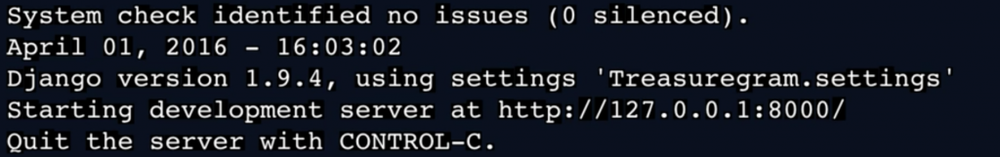 System check identified no issues (0 silenced).
April 01, 2016 - 16:03:02
Django version 1.9.4, using settings 'Treasuregram.settings'
Starting development server at http://127.0.0.1:8000/
Quit the server with CONTROL-C.